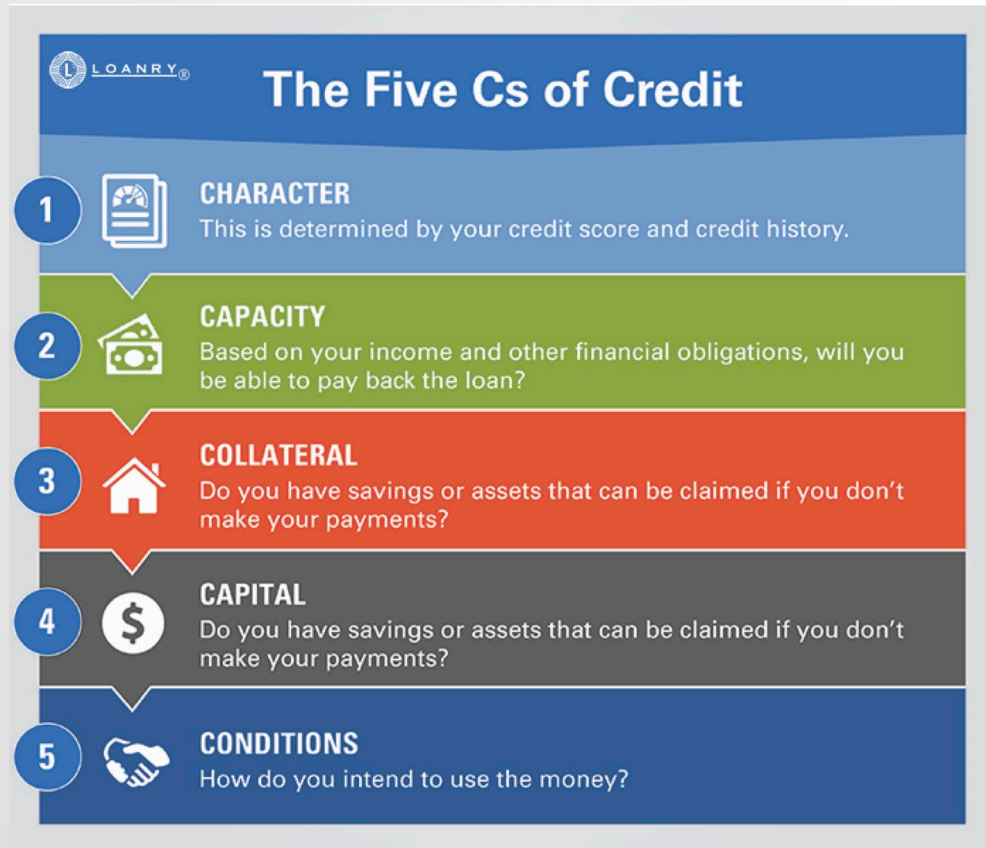 LOANRY®
The Five Cs of Credit
1
CHARACTER
This is determined by your credit score and credit history.
2
CAPACITY
Based on your income and other financial obligations, will you
be able to pay back the loan?
3
COLLATERAL
Do you have savings or assets that can be claimed if you don’t
make your payments?
4
$
CAPITAL
Do you have savings or assets that can be claimed if you don’t
make your payments?
5
CONDITIONS
How do you intend to use the money?